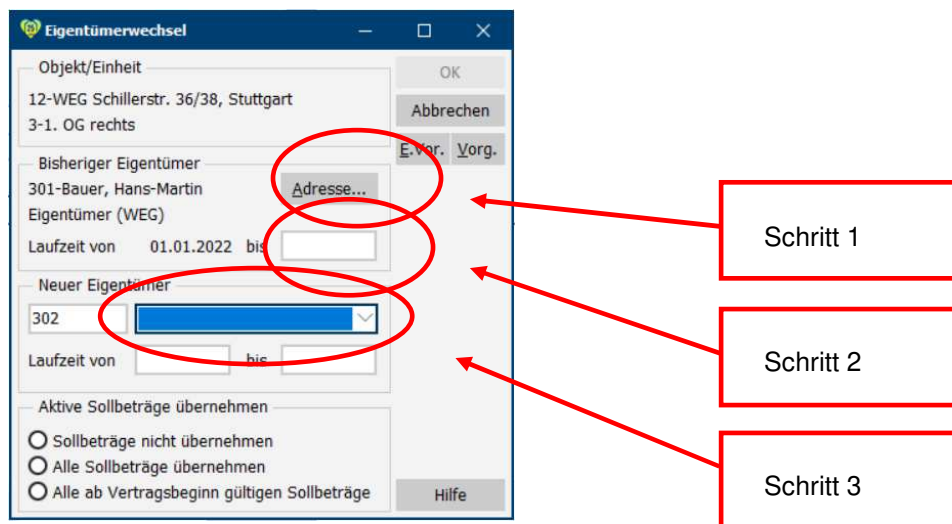 Eigentümerwechsel
Objekt/Einheit
OK
12-WEG Schillerstr. 36/38, Stuttgart
Abbrechen
3-1. OG rechts
E.Vor. Vorg.
Bisheriger Eigentümer
301-Bauer, Hans-Martin
Adresse...
Eigentümer (WEG)
Laufzeit von 01.01.2022 bis
Neuer Eigentümer
302
Laufzeit von bis
Aktive Sollbeträge übernehmen
Sollbeträge nicht übernehmen
Alle Sollbeträge übernehmen
Alle ab Vertragsbeginn gültigen Sollbeträge
Hilfe
Schritt 1
Schritt 2
Schritt 3